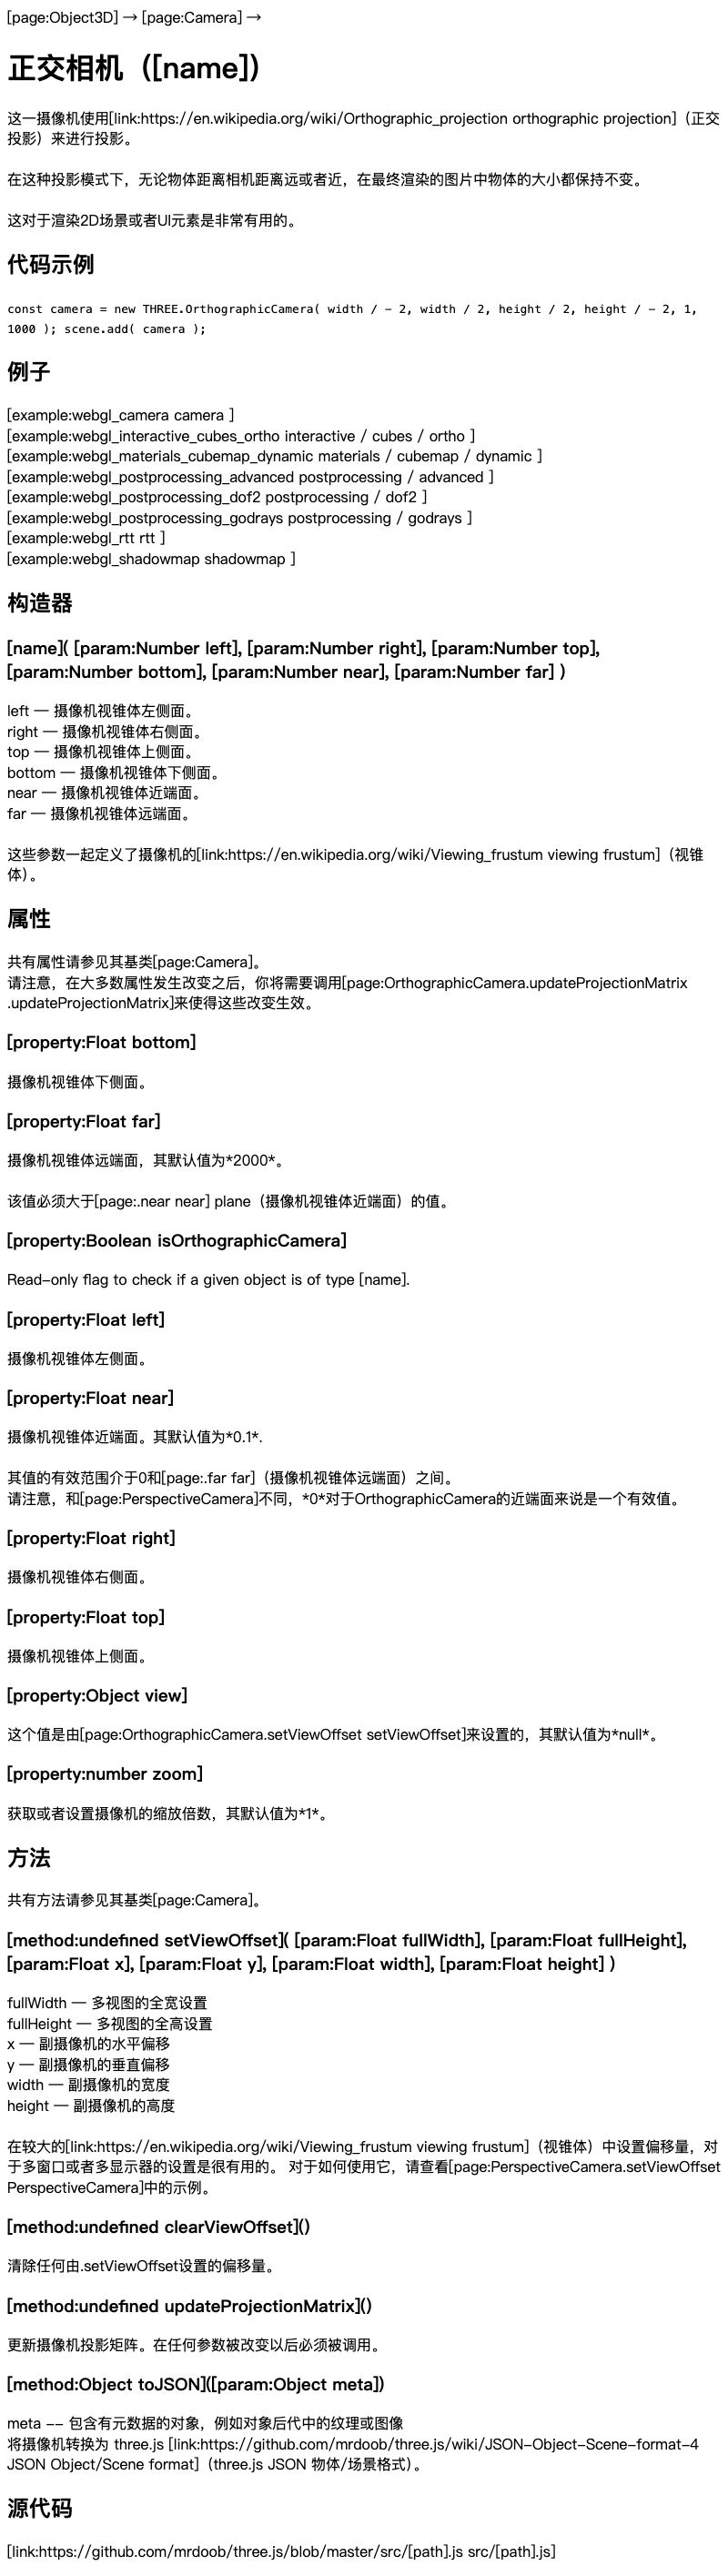 [page:Object3D] → [page:Camera] →
正交相机（[name]）
这一摄像机使用[link:https://en.wikipedia.org/wiki/Orthographic_projection orthographic projection]（正交
投影）来进行投影。
在这种投影模式下，无论物体距离相机距离远或者近，在最终渲染的图片中物体的大小都保持不变。
这对于渲染2D场景或者UI元素是非常有用的。
代码示例
const camera = new THREE.OrthographicCamera( width / - 2, width / 2, height / 2, height / - 2, 1,
1000 ); scene.add( camera );
例子
[example:webgl_camera camera ]
[example:webgl_interactive_cubes_ortho interactive / cubes / ortho ]
[example:webgl_materials_cubemap_dynamic materials / cubemap / dynamic ]
[example:webgl_postprocessing_advanced postprocessing / advanced ]
[example:webgl_postprocessing_dof2 postprocessing / dof2 ]
[example:webgl_postprocessing_godrays postprocessing / godrays ]
[example:webgl_rtt rtt ]
[example:webgl_shadowmap shadowmap ]
构造器
[name]( [param:Number left], [param:Number right], [param:Number top],
[param:Number bottom], [param:Number near], [param:Number far] )
left — 摄像机视锥体左侧面。
right — 摄像机视锥体右侧面。
top — 摄像机视锥体上侧面。
bottom — 摄像机视锥体下侧面。
near — 摄像机视锥体近端面。
far — 摄像机视锥体远端面。
这些参数一起定义了摄像机的[link:https://en.wikipedia.org/wiki/Viewing_frustum viewing frustum]（视锥
体）。
属性
共有属性请参见其基类[page:Camera]。
请注意，在大多数属性发生改变之后，你将需要调用[page:OrthographicCamera.updateProjectionMatrix
.updateProjectionMatrix]来使得这些改变生效。
[property:Float bottom]
摄像机视锥体下侧面。
[property:Float far]
摄像机视锥体远端面，其默认值为*2000*。
该值必须大于[page:.near near] plane（摄像机视锥体近端面）的值。
[property:Boolean isOrthographicCamera]
Read-only flag to check if a given object is of type [name].
[property:Float left]
摄像机视锥体左侧面。
[property:Float near]
摄像机视锥体近端面。其默认值为*0.1*.
其值的有效范围介于0和[page:.far far]（摄像机视锥体远端面）之间。
请注意，和[page:PerspectiveCamera]不同，*0*对于OrthographicCamera的近端面来说是一个有效值。
[property:Float right]
摄像机视锥体右侧面。
[property:Float top]
摄像机视锥体上侧面。
[property:Object view]
这个值是由[page:OrthographicCamera.setViewOffset setViewOffset]来设置的，其默认值为*null*。
[property:number zoom]
获取或者设置摄像机的缩放倍数，其默认值为*1*。
方法
共有方法请参见其基类[page:Camera]。
[method:undefined setViewOffset]( [param:Float fullWidth], [param:Float fullHeight],
[param:Float x], [param:Float y], [param:Float width], [param:Float height] )
fullWidth — 多视图的全宽设置
fullHeight — 多视图的全高设置
x — 副摄像机的水平偏移
y — 副摄像机的垂直偏移
width — 副摄像机的宽度
height — 副摄像机的高度
在较大的[link:https://en.wikipedia.org/wiki/Viewing_frustum viewing frustum]（视锥体）中设置偏移量，对
于多窗口或者多显示器的设置是很有用的。 对于如何使用它，请查看[page:PerspectiveCamera.setViewOffset
PerspectiveCamera]中的示例。
[method:undefined clearViewOffset]()
清除任何由.setViewOffset设置的偏移量。
[method:undefined updateProjectionMatrix]()
更新摄像机投影矩阵。在任何参数被改变以后必须被调用。
[method:Object toJSON]([param:Object meta])
meta -- 包含有元数据的对象，例如对象后代中的纹理或图像
将摄像机转换为 three.js [link:https://github.com/mrdoob/three.js/wiki/JSON-Object-Scene-format-4
JSON Object/Scene format]（three.js JSON 物体/场景格式）。
源代码
[link:https://github.com/mrdoob/three.js/blob/master/src/[path].js src/[path].js]